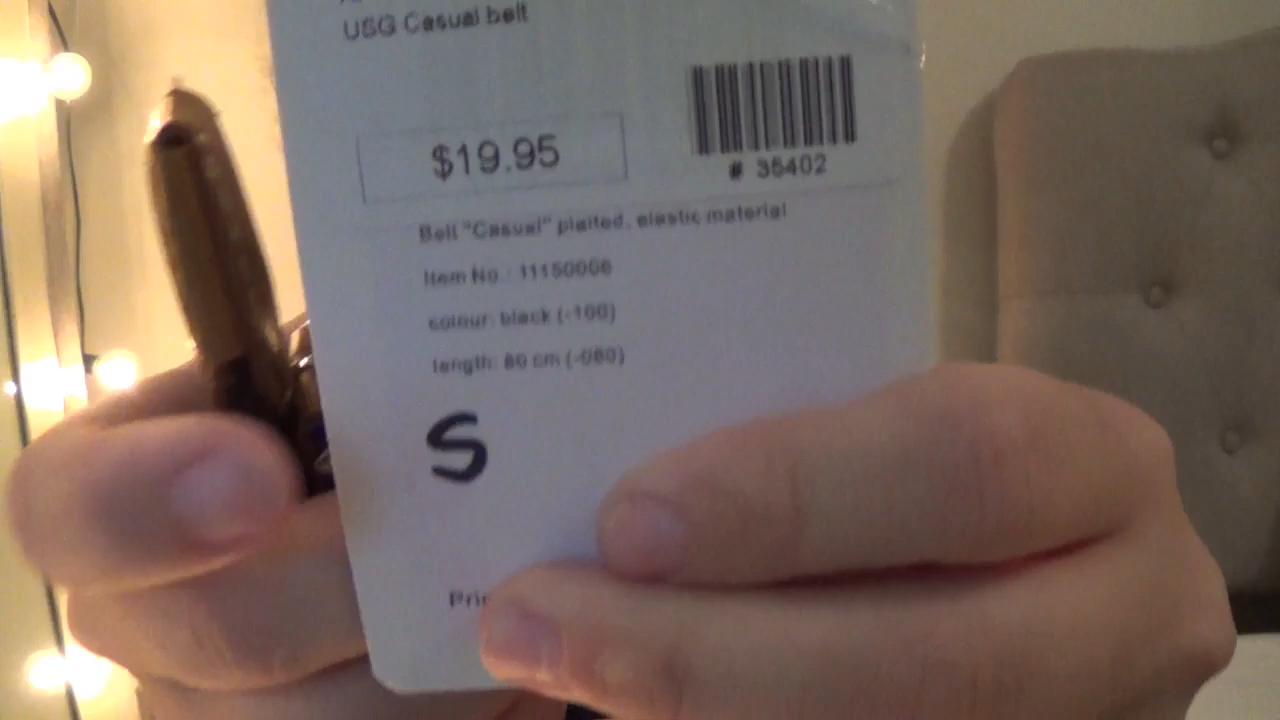 USG Casual belt
$19.95
# 35402
Belt "Casual" plaited, elastic material
Item No.: 11150006
colour: black (-100)
length: 80 cm (-080)
S